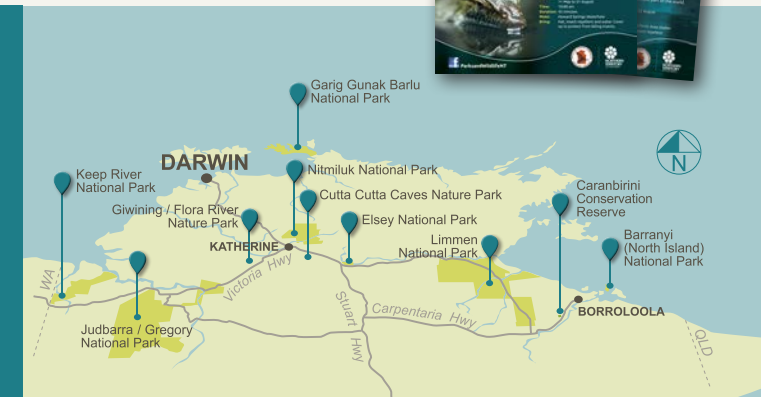 ParksandWildlifeNT
Garig Gunak Barlu
National Park
N
DARWIN
Nitmiluk National Park
Keep River
National Park
Cutta Cutta Caves Nature Park
Caranbirini
Conservation
Reserve
Giwining / Flora River
Nature Park
Elsey National Park
Limmen
National Park
Barranyi
(North Island)
National Park
KATHERINE
Victoria Hwy
WA
Stuart Hwy
Carpentaria Hwy
BORROLOOLA
Judbarra / Gregory
National Park
QLD